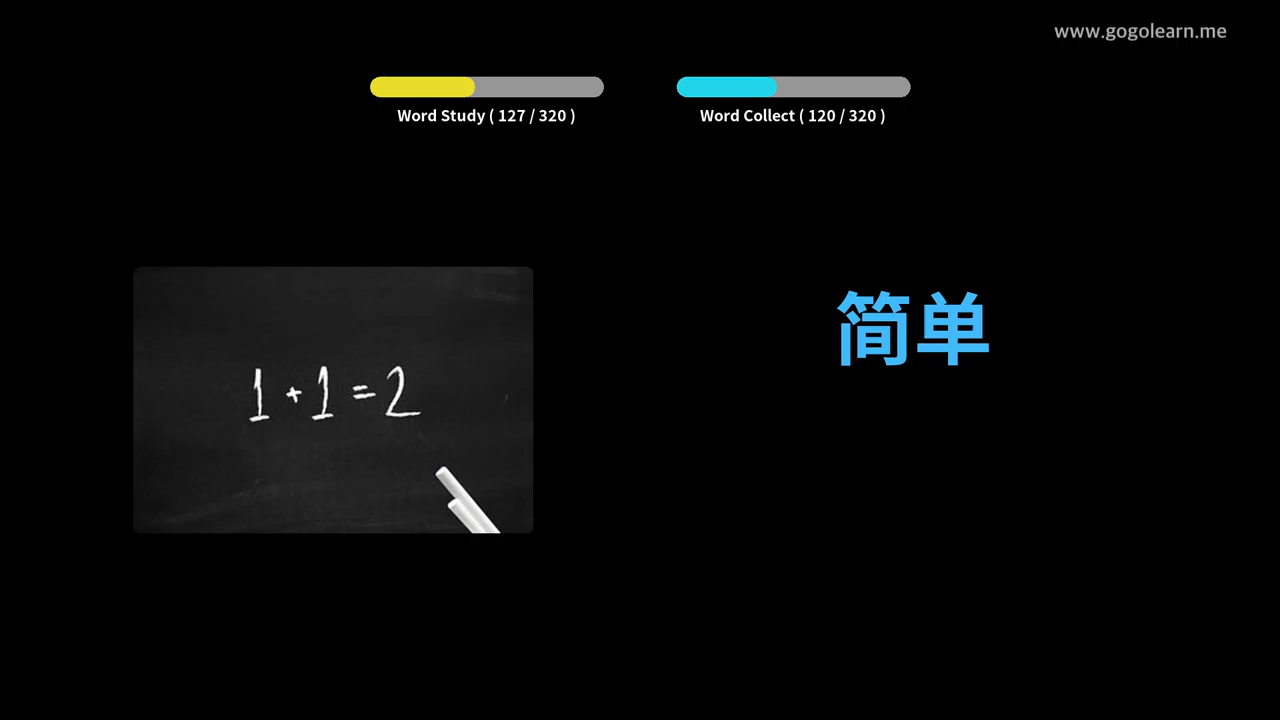 www.gogolearn.me
Word Study ( 127 / 320 )
Word Collect ( 120 / 320 )
简单
1 + 1 = 2